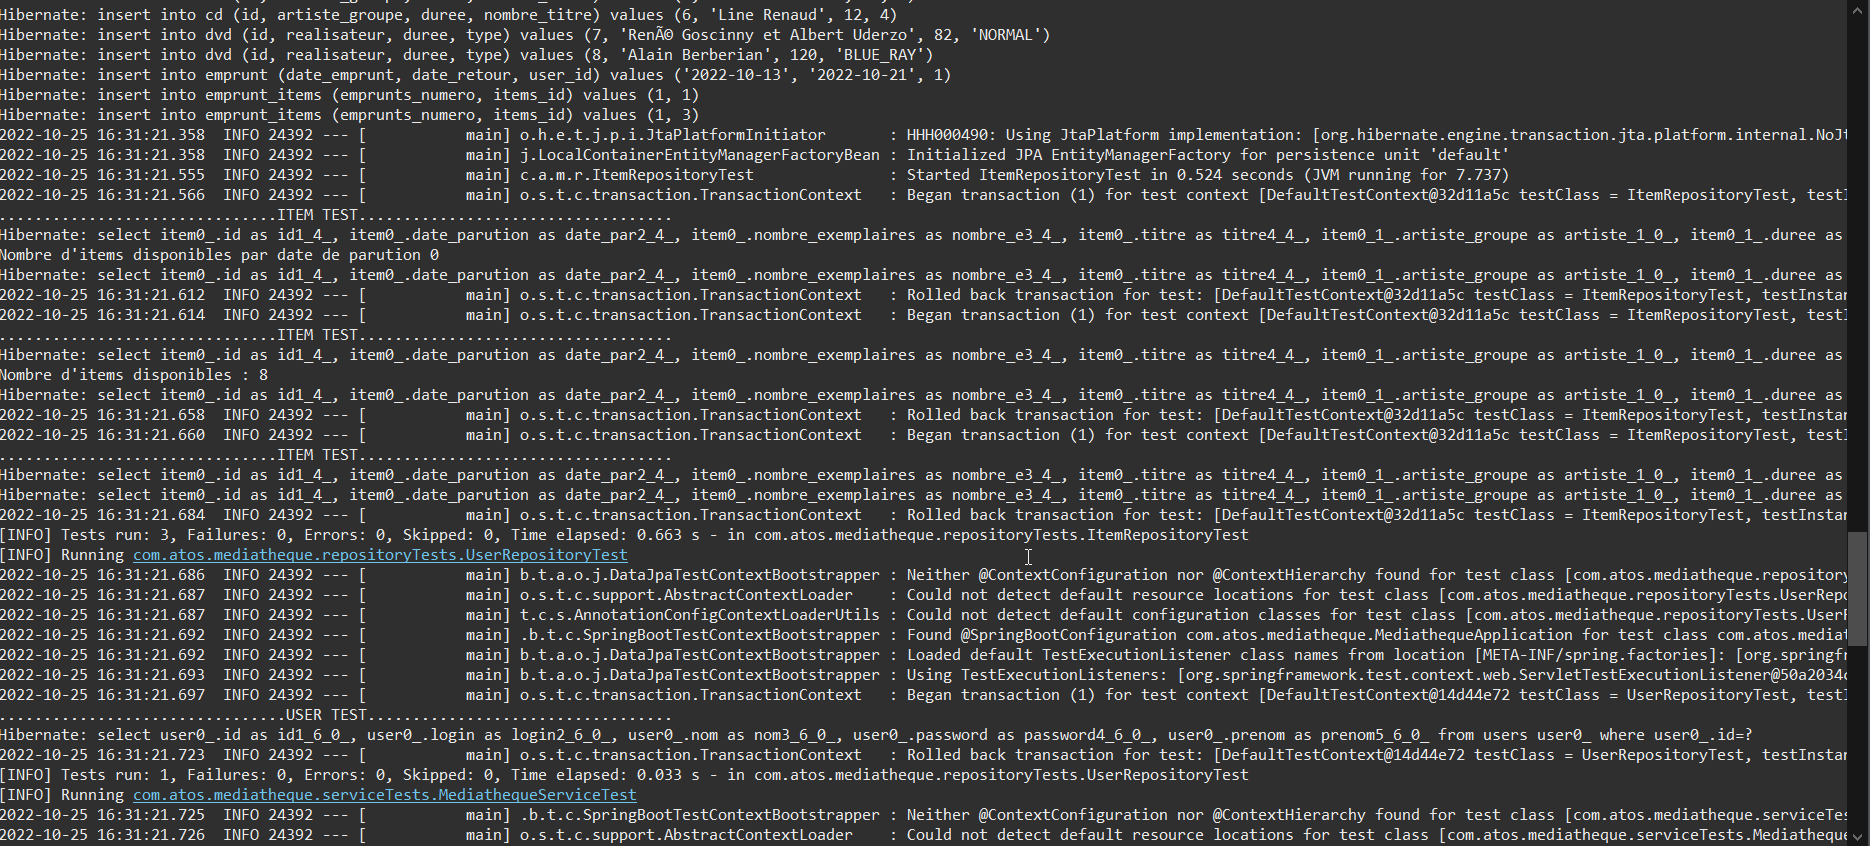 Hibernate: insert into cd (id, artiste_groupe, duree, nombre_titre) values (6, 'Line Renaud', 12, 4)
Hibernate: insert into dvd (id, realisateur, duree, type) values (7, 'RenÃ© Goscinny et Albert Uderzo', 82, 'NORMAL')
Hibernate: insert into dvd (id, realisateur, duree, type) values (8, 'Alain Berberian', 120, 'BLUE_RAY')
Hibernate: insert into emprunt (date_emprunt, date_retour, user_id) values ('2022-10-13', '2022-10-21', 1)
Hibernate: insert into emprunt_items (emprunts_numero, items_id) values (1, 1)
Hibernate: insert into emprunt_items (emprunts_numero, items_id) values (1, 3)
2022-10-25 16:31:21.358  INFO 24392 --- [           main] o.h.e.t.j.p.i.JtaPlatformInitiator       : HHH000490: Using JtaPlatform implementation: [org.hibernate.engine.transaction.jta.platform.internal.NoJt
2022-10-25 16:31:21.358  INFO 24392 --- [           main] j.LocalContainerEntityManagerFactoryBean : Initialized JPA EntityManagerFactory for persistence unit 'default'
2022-10-25 16:31:21.555  INFO 24392 --- [           main] c.a.m.r.ItemRepositoryTest               : Started ItemRepositoryTest in 0.524 seconds (JVM running for 7.737)
2022-10-25 16:31:21.566  INFO 24392 --- [           main] o.s.t.c.transaction.TransactionContext   : Began transaction (1) for test context [DefaultTestContext@32d11a5c testClass = ItemRepositoryTest, testI
...............................ITEM TEST...................................
Hibernate: select item0_.id as id1_4_, item0_.date_parution as date_par2_4_, item0_.nombre_exemplaires as nombre_e3_4_, item0_.titre as titre4_4_, item0_1_.artiste_groupe as artiste_1_0_, item0_1_.duree as
Nombre d'items disponibles par date de parution 0
Hibernate: select item0_.id as id1_4_, item0_.date_parution as date_par2_4_, item0_.nombre_exemplaires as nombre_e3_4_, item0_.titre as titre4_4_, item0_1_.artiste_groupe as artiste_1_0_, item0_1_.duree as
2022-10-25 16:31:21.612  INFO 24392 --- [           main] o.s.t.c.transaction.TransactionContext   : Rolled back transaction for test: [DefaultTestContext@32d11a5c testClass = ItemRepositoryTest, testInstan
2022-10-25 16:31:21.614  INFO 24392 --- [           main] o.s.t.c.transaction.TransactionContext   : Began transaction (1) for test context [DefaultTestContext@32d11a5c testClass = ItemRepositoryTest, testI
...............................ITEM TEST...................................
Hibernate: select item0_.id as id1_4_, item0_.date_parution as date_par2_4_, item0_.nombre_exemplaires as nombre_e3_4_, item0_.titre as titre4_4_, item0_1_.artiste_groupe as artiste_1_0_, item0_1_.duree as
Nombre d'items disponibles : 8
Hibernate: select item0_.id as id1_4_, item0_.date_parution as date_par2_4_, item0_.nombre_exemplaires as nombre_e3_4_, item0_.titre as titre4_4_, item0_1_.artiste_groupe as artiste_1_0_, item0_1_.duree as
2022-10-25 16:31:21.658  INFO 24392 --- [           main] o.s.t.c.transaction.TransactionContext   : Rolled back transaction for test: [DefaultTestContext@32d11a5c testClass = ItemRepositoryTest, testInstan
2022-10-25 16:31:21.660  INFO 24392 --- [           main] o.s.t.c.transaction.TransactionContext   : Began transaction (1) for test context [DefaultTestContext@32d11a5c testClass = ItemRepositoryTest, testI
...............................ITEM TEST...................................
Hibernate: select item0_.id as id1_4_, item0_.date_parution as date_par2_4_, item0_.nombre_exemplaires as nombre_e3_4_, item0_.titre as titre4_4_, item0_1_.artiste_groupe as artiste_1_0_, item0_1_.duree as
Hibernate: select item0_.id as id1_4_, item0_.date_parution as date_par2_4_, item0_.nombre_exemplaires as nombre_e3_4_, item0_.titre as titre4_4_, item0_1_.artiste_groupe as artiste_1_0_, item0_1_.duree as
2022-10-25 16:31:21.684  INFO 24392 --- [           main] o.s.t.c.transaction.TransactionContext   : Rolled back transaction for test: [DefaultTestContext@32d11a5c testClass = ItemRepositoryTest, testInstan
[INFO] Tests run: 3, Failures: 0, Errors: 0, Skipped: 0, Time elapsed: 0.663 s - in com.atos.mediatheque.repositoryTests.ItemRepositoryTest
[INFO] Running com.atos.mediatheque.repositoryTests.UserRepositoryTest
2022-10-25 16:31:21.686  INFO 24392 --- [           main] b.t.a.o.j.DataJpaTestContextBootstrapper : Neither @ContextConfiguration nor @ContextHierarchy found for test class [com.atos.mediatheque.repository
2022-10-25 16:31:21.687  INFO 24392 --- [           main] o.s.t.c.support.AbstractContextLoader    : Could not detect default resource locations for test class [com.atos.mediatheque.repositoryTests.UserRepo
2022-10-25 16:31:21.687  INFO 24392 --- [           main] t.c.s.AnnotationConfigContextLoaderUtils : Could not detect default configuration classes for test class [com.atos.mediatheque.repositoryTests.UserR
2022-10-25 16:31:21.692  INFO 24392 --- [           main] .b.t.c.SpringBootTestContextBootstrapper : Found @SpringBootConfiguration com.atos.mediatheque.MediathequeApplication for test class com.atos.mediat
2022-10-25 16:31:21.692  INFO 24392 --- [           main] b.t.a.o.j.DataJpaTestContextBootstrapper : Loaded default TestExecutionListener class names from location [META-INF/spring.factories]: [org.springfr
2022-10-25 16:31:21.693  INFO 24392 --- [           main] b.t.a.o.j.DataJpaTestContextBootstrapper : Using TestExecutionListeners: [org.springframework.test.context.web.ServletTestExecutionListener@50a2034d
2022-10-25 16:31:21.697  INFO 24392 --- [           main] o.s.t.c.transaction.TransactionContext   : Began transaction (1) for test context [DefaultTestContext@14d44e72 testClass = UserRepositoryTest, testI
................................USER TEST..................................
Hibernate: select user0_.id as id1_6_0_, user0_.login as login2_6_0_, user0_.nom as nom3_6_0_, user0_.password as password4_6_0_, user0_.prenom as prenom5_6_0_ from users user0_ where user0_.id=?
2022-10-25 16:31:21.723  INFO 24392 --- [           main] o.s.t.c.transaction.TransactionContext   : Rolled back transaction for test: [DefaultTestContext@14d44e72 testClass = UserRepositoryTest, testInstan
[INFO] Tests run: 1, Failures: 0, Errors: 0, Skipped: 0, Time elapsed: 0.033 s - in com.atos.mediatheque.repositoryTests.UserRepositoryTest
[INFO] Running com.atos.mediatheque.serviceTests.MediathequeServiceTest
2022-10-25 16:31:21.725  INFO 24392 --- [           main] .b.t.c.SpringBootTestContextBootstrapper : Neither @ContextConfiguration nor @ContextHierarchy found for test class [com.atos.mediatheque.serviceTes
2022-10-25 16:31:21.726  INFO 24392 --- [           main] o.s.t.c.support.AbstractContextLoader    : Could not detect default resource locations for test class [com.atos.mediatheque.serviceTests.Mediatheque